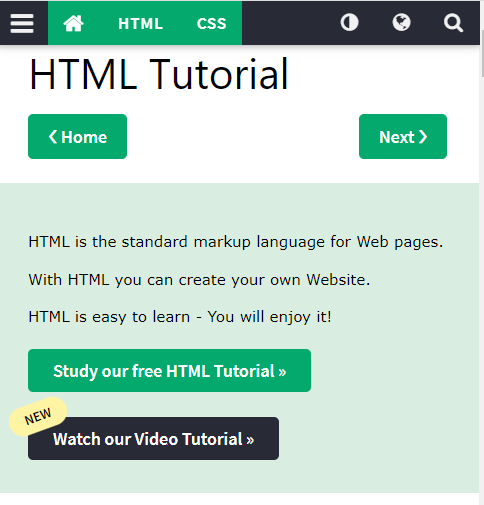 HTML CSS
HTML Tutorial
❮ Home Next ❯
HTML is the standard markup language for Web pages.
With HTML you can create your own Website.
HTML is easy to learn - You will enjoy it!
Study our free HTML Tutorial »
NEW
Watch our Video Tutorial »